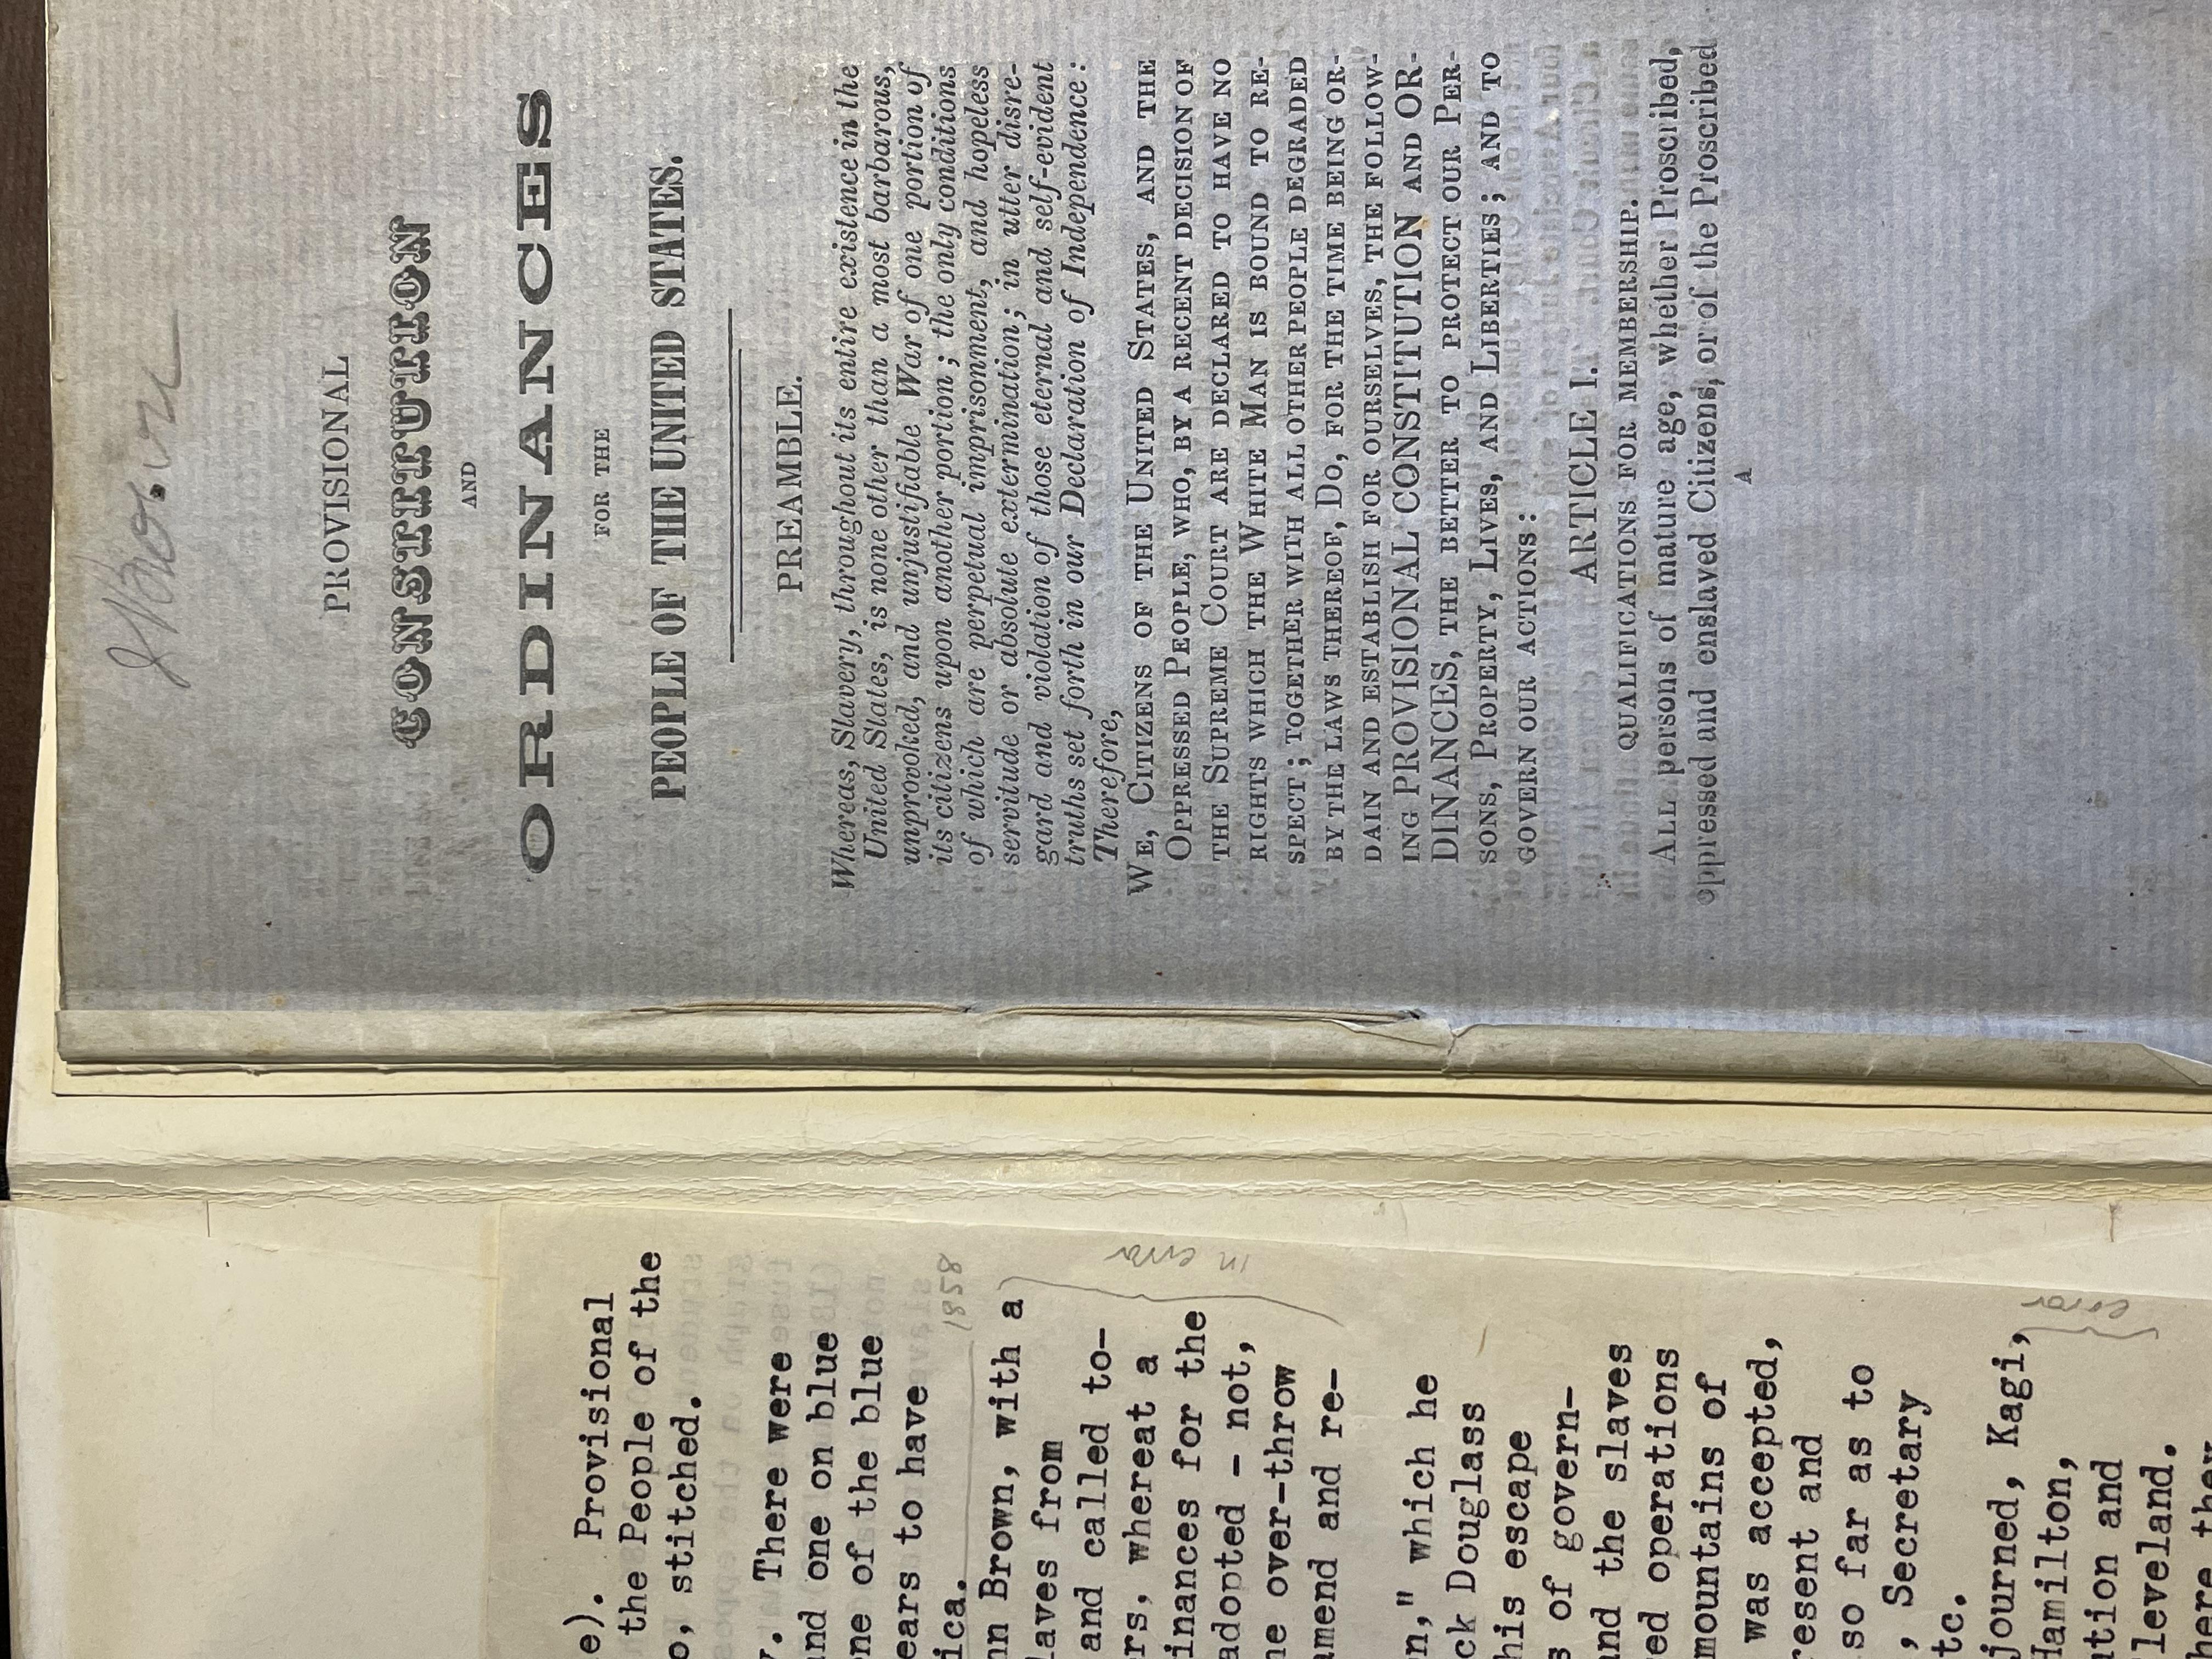 PROVISIONAL
CONSTITUTION
AND
ORDINANCES
FOR THE
PEOPLE OF THE UNITED STATES.
PREAMBLE.
Whereas, Slavery, throughout its entire existence in the
United States, is none other than a most barbarous,
unprovoked, and unjustifiable War of one portion of
its citizens upon another portion; the only conditions
of which are perpetual imprisonment, and hopeless
servitude or absolute extermination; in utter disre-
gard and violation of those eternal and self-evident
truths set forth in our Declaration of Independence:
Therefore,
WE, CITIZENS OF THE UNITED STATES, AND THE
OPPRESSED PEOPLE, WHO, BY A RECENT DECISION OF
THE SUPREME COURT ARE DECLARED TO HAVE NO
RIGHTS WHICH THE WHITE MAN IS BOUND TO RE-
SPECT; TOGETHER WITH ALL OTHER PEOPLE DEGRADED
BY THE LAWS THEREOF, DO, FOR THE TIME BEING OR-
DAIN AND ESTABLISH FOR OURSELVES, THE FOLLOW-
ING PROVISIONAL CONSTITUTION AND OR-
DINANCES, THE BETTER TO PROTECT OUR PER-
SONS, PROPERTY, LIVES, AND LIBERTIES; AND TO
GOVERN OUR ACTIONS:
ARTICLE I.
QUALIFICATIONS FOR MEMBERSHIP.
ALL persons of mature age, whether Proscribed,
oppressed and enslaved Citizens, or of the Proscribed
A
e). Provisional
the People of the
o, stitched.
y. There were
and one on blue
ne of the blue
ears to have
ica.
1858
nn Brown, with a
laves from
and called to-
rs, whereat a
inances for the
adopted - not,
he over-throw
amend and re-
in error
n," which he
ck Douglass
his escape
s of govern-
and the slaves
ed operations
mountains of
was accepted,
resent and
so far as to
, Secretary
tc.
journed, Kagi,
Hamilton,
ution and
leveland.
error
here they